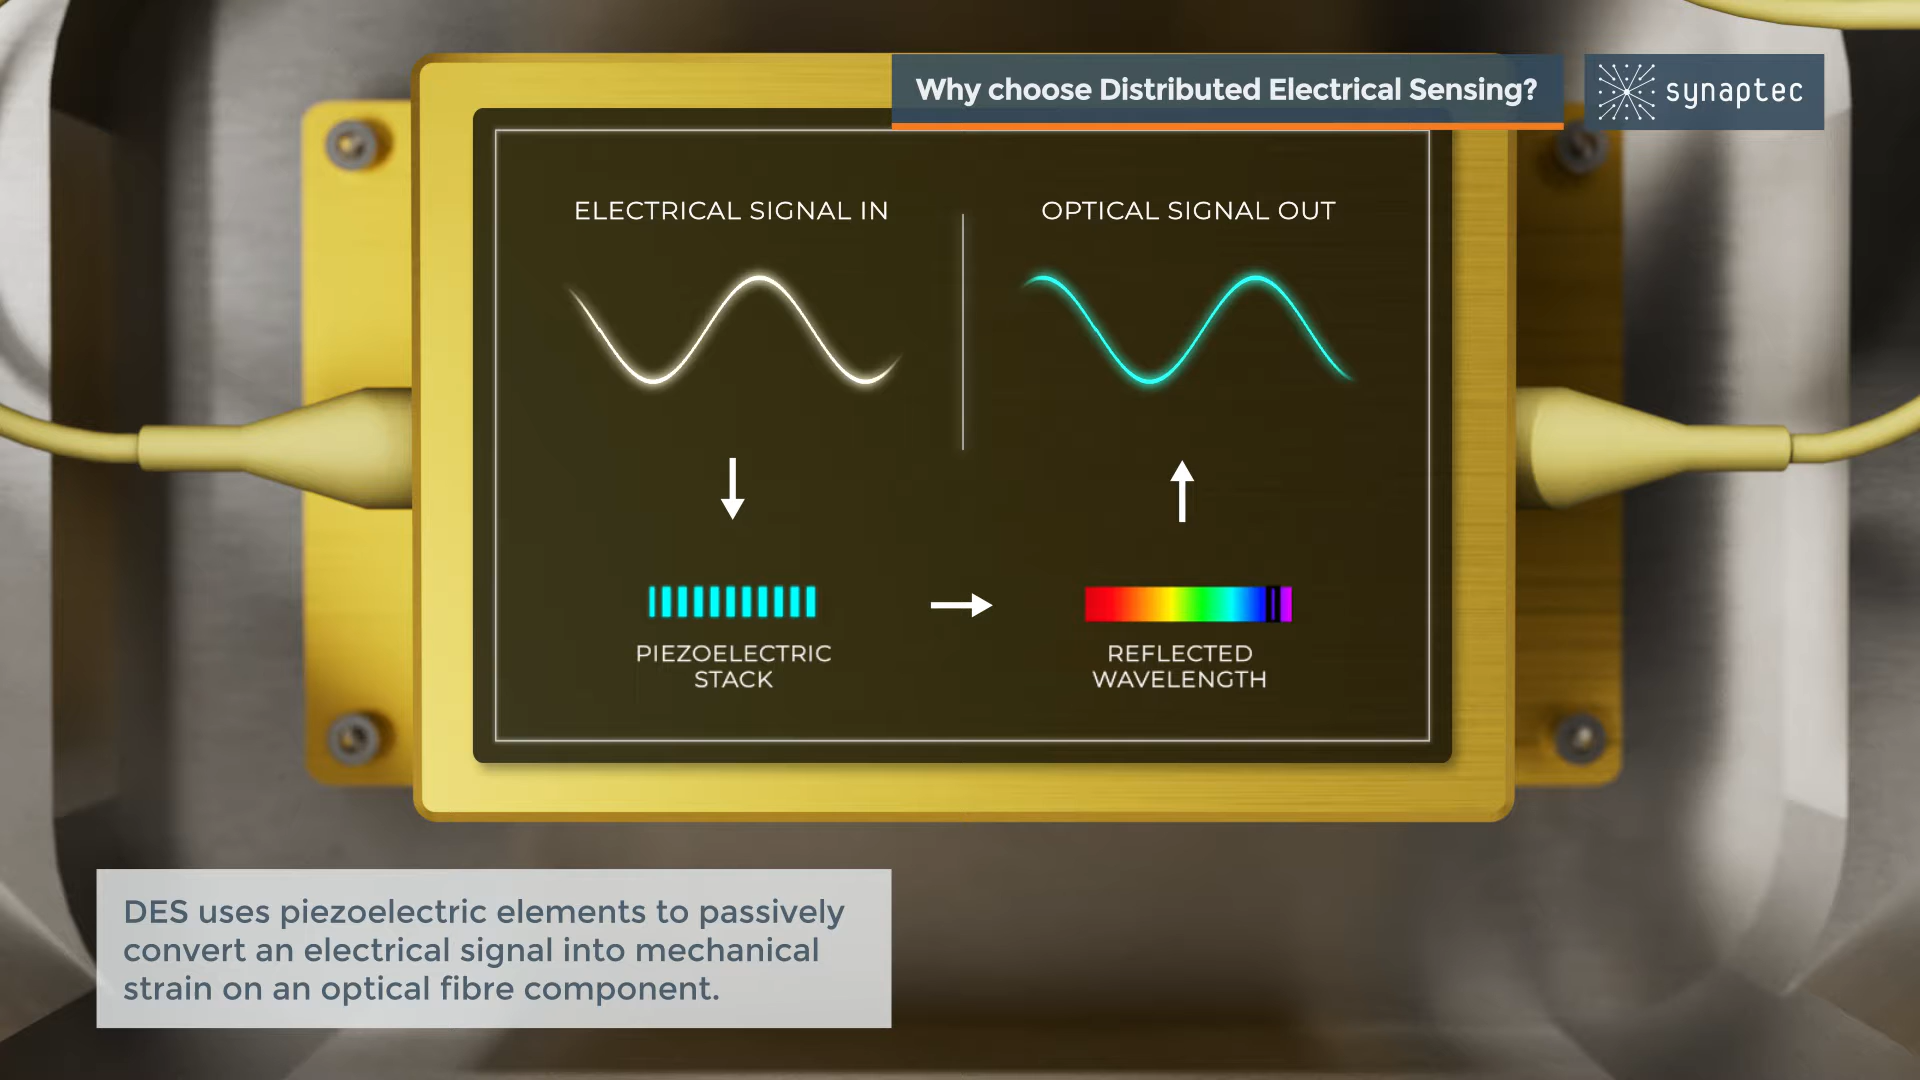 Why choose Distributed Electrical Sensing?
synaptec
ELECTRICAL SIGNAL IN
OPTICAL SIGNAL OUT
PIEZOELECTRIC
STACK
REFLECTED
WAVELENGTH
DES uses piezoelectric elements to passively
convert an electrical signal into mechanical
strain on an optical fibre component.